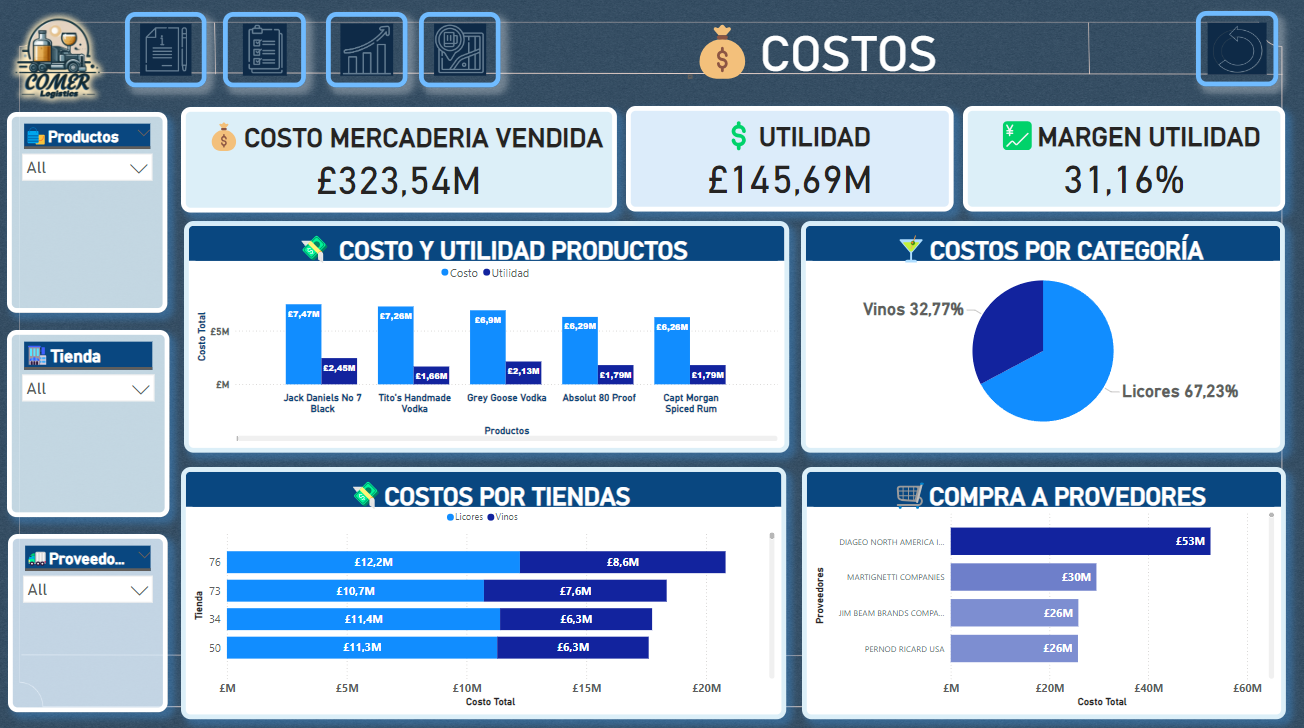 COMER
Logistics
COSTOS
Productos
All
Tienda
All
Proveedo...
All
COSTO MERCADERIA VENDIDA
£323,54M
UTILIDAD
£145,69M
MARGEN UTILIDAD
31,16%
COSTO Y UTILIDAD PRODUCTOS
Costo Utilidad
Costo Total
£5M
£M
£7,47M £2,45M £7,26M £1,66M £6,9M £2,13M £6,29M £1,79M £6,26M £1,79M
Jack Daniels No 7 Black
Tito's Handmade Vodka
Grey Goose Vodka
Absolut 80 Proof
Capt Morgan Spiced Rum
Productos
COSTOS POR CATEGORÍA
Vinos 32,77%
Licores 67,23%
COSTOS POR TIENDAS
Licores Vinos
Tienda
76 £12,2M £8,6M
73 £10,7M £7,6M
34 £11,4M £6,3M
50 £11,3M £6,3M
£M £5M £10M £15M £20M
Costo Total
COMPRA A PROVEDORES
Proveedores
DIAGEO NORTH AMERICA I... £53M
MARTIGNETTI COMPANIES £30M
JIM BEAM BRANDS COMPA... £26M
PERNOD RICARD USA £26M
£M £20M £40M £60M
Costo Total